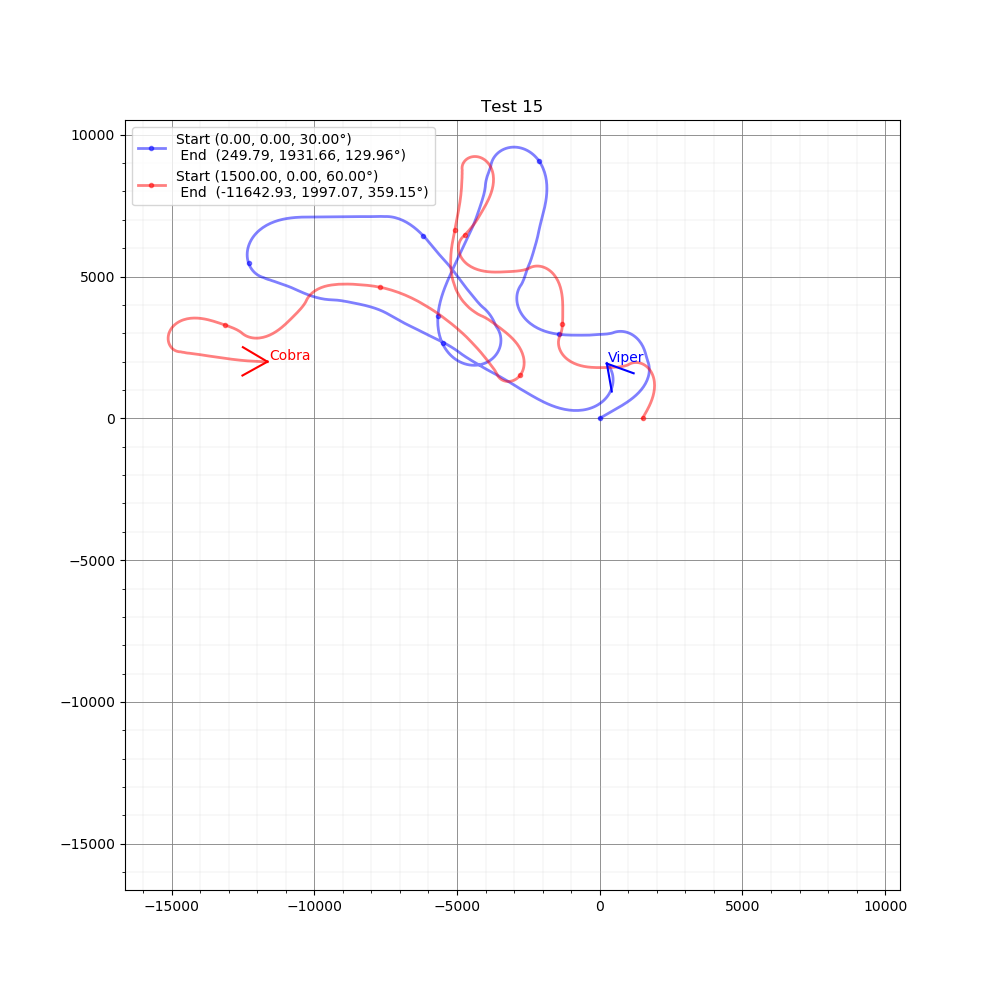 Test 15
Start (0.00, 0.00, 30.00°)
End  (249.79, 1931.66, 129.96°)
Start (1500.00, 0.00, 60.00°)
End  (-11642.93, 1997.07, 359.15°)
10000
5000
0
−5000
−10000
−15000
Cobra
Viper
−15000
−10000
−5000
0
5000
10000